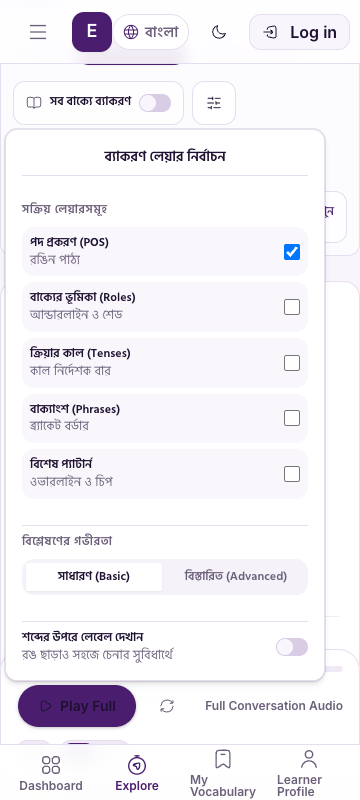 E
বাংলা
Log in
সব বাক্যে ব্যাকরণ
ব্যাকরণ লেয়ার নির্বাচন
সক্রিয় লেয়ারসমূহ
পদ প্রকরণ (POS)
রঙিন পাঠ্য
বাক্যের ভূমিকা (Roles)
আন্ডারলাইন ও শেড
ক্রিয়ার কাল (Tenses)
কাল নির্দেশক বার
বাক্যাংশ (Phrases)
ব্র্যাকেট বর্ডার
বিশেষ প্যাটার্ন
ওভারলাইন ও চিপ
বিশ্লেষণের গভীরতা
সাধারণ (Basic)
বিস্তারিত (Advanced)
শব্দের উপরে লেবেল দেখান
রঙ ছাড়াও সহজে চেনার সুবিধার্থে
Play Full
Full Conversation Audio
Dashboard
Explore
My
Vocabulary
Learner
Profile